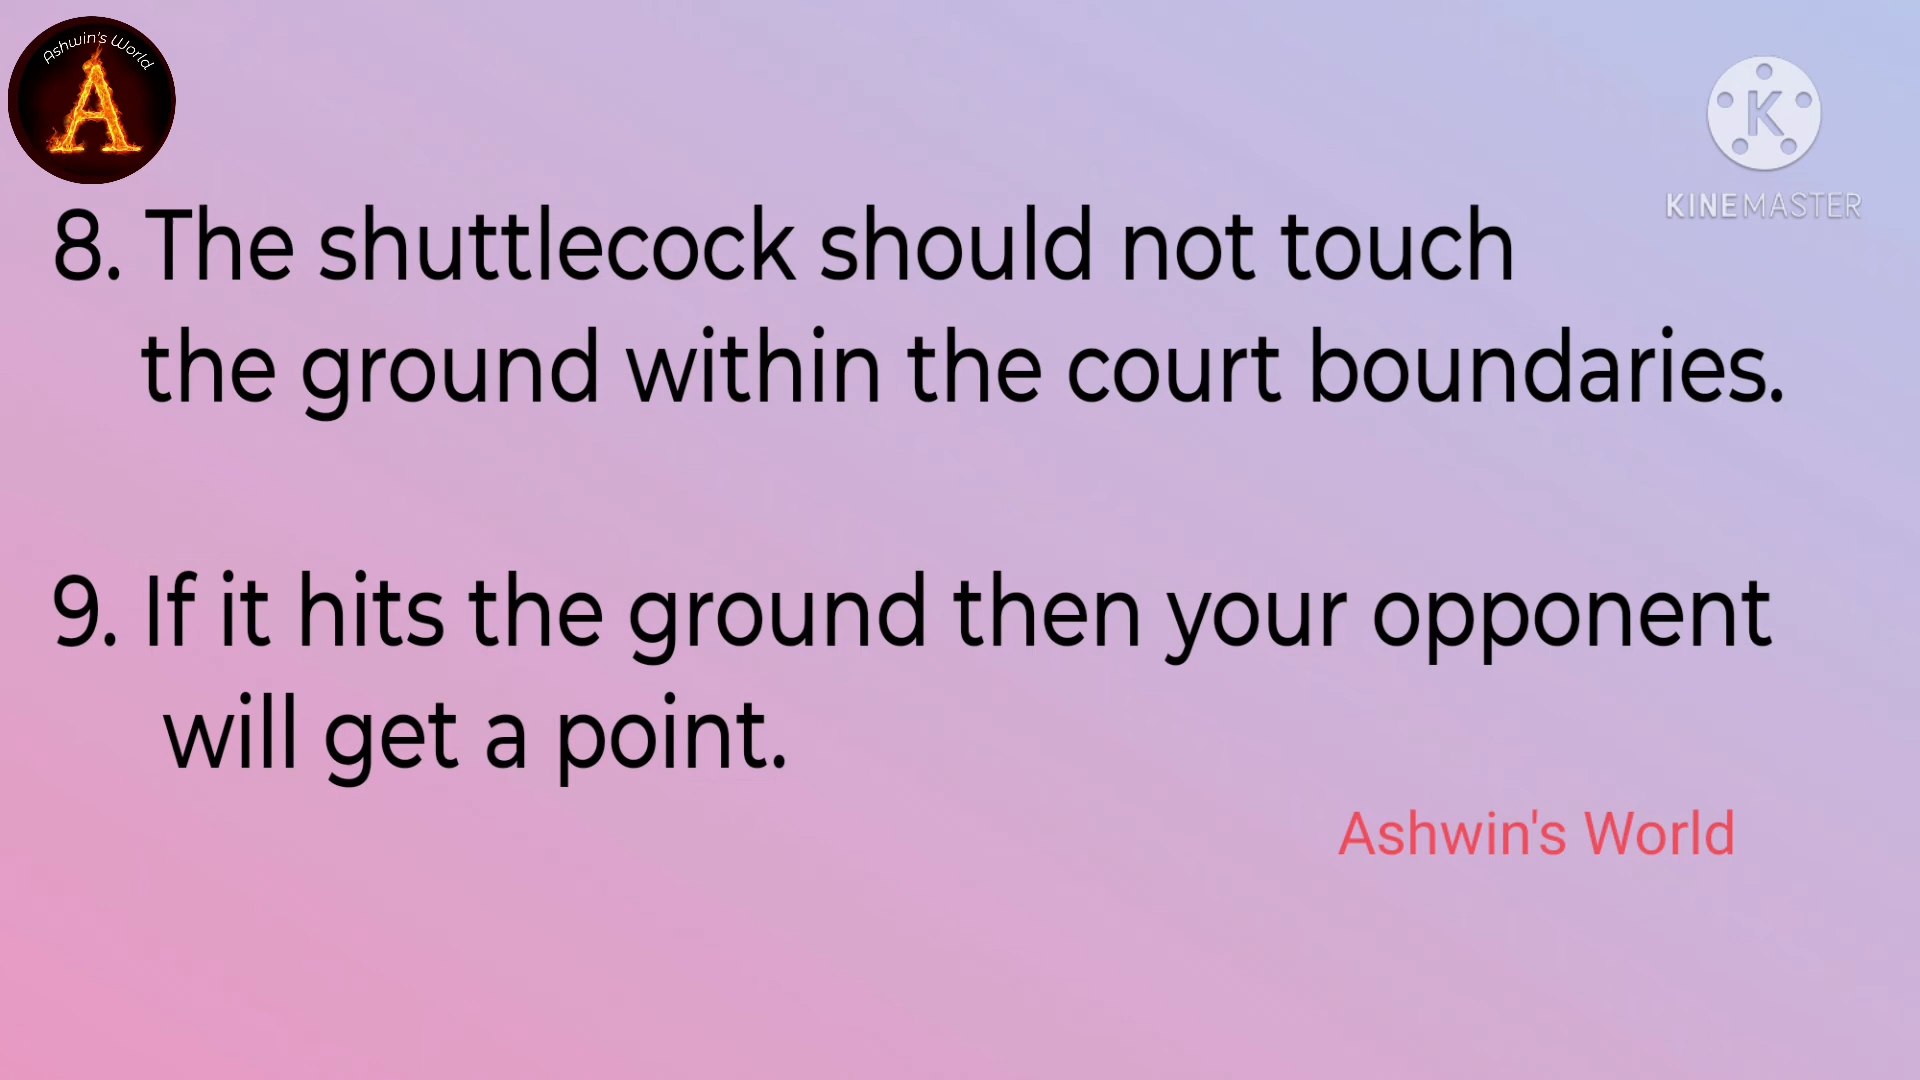 Ashwin's World
A
K
KINEMASTER
8. The shuttlecock should not touch
the ground within the court boundaries.
9. If it hits the ground then your opponent
will get a point.
Ashwin's World